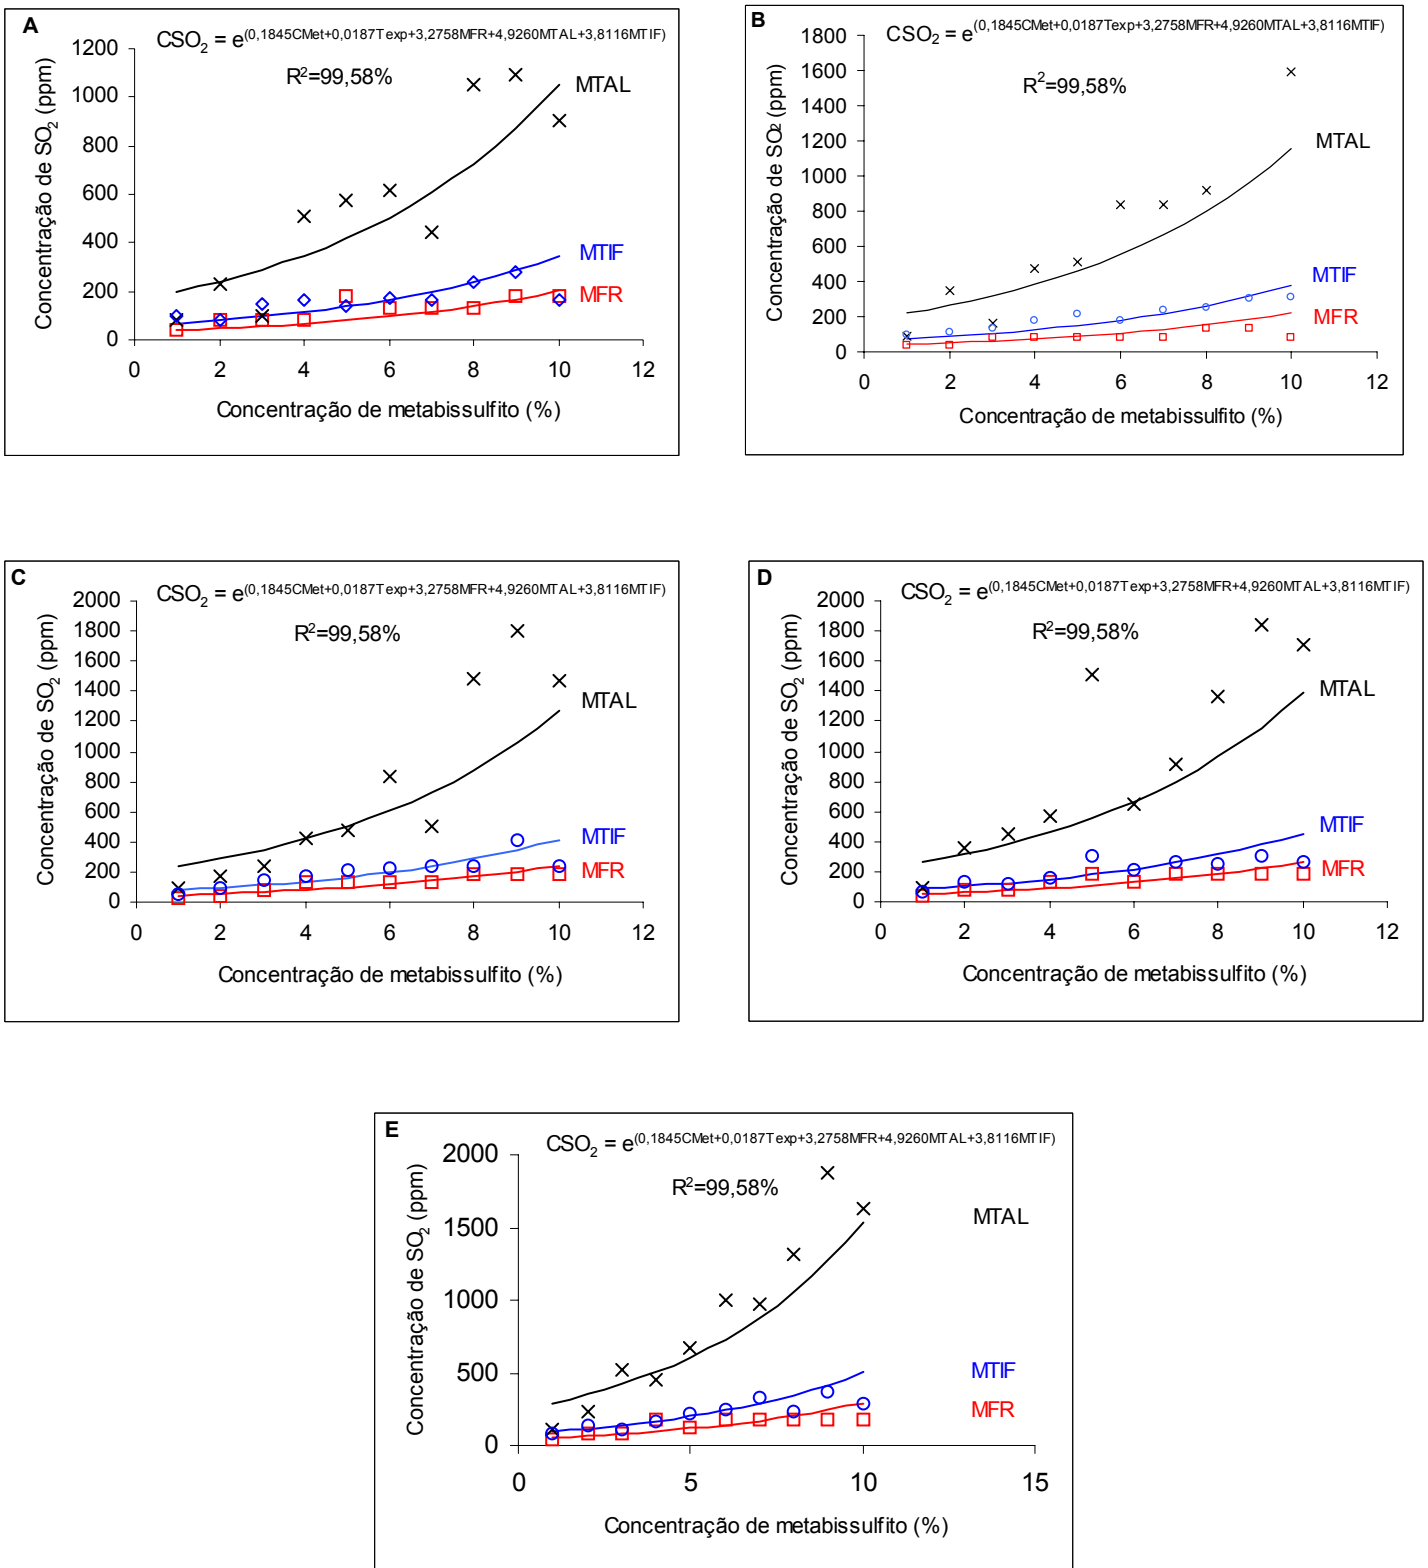 A
CSO2 = e(0,1845CMet+0,0187Texp+3,2758MFR+4,9260MTAL+3,8116MTIF)
R2=99,58%
Concentração de SO2 (ppm)
1200
1000
800
600
400
200
0
MTAL
MTIF
MFR
0 2 4 6 8 10 12
Concentração de metabissulfito (%)
B
CSO2 = e(0,1845CMet+0,0187Texp+3,2758MFR+4,9260MTAL+3,8116MTIF)
R2=99,58%
Concentração de SO2 (ppm)
1800
1600
1400
1200
1000
800
600
400
200
0
MTAL
MTIF
MFR
0 2 4 6 8 10 12
Concentração de metabissulfito (%)
C
CSO2 = e(0,1845CMet+0,0187Texp+3,2758MFR+4,9260MTAL+3,8116MTIF)
R2=99,58%
Concentração de SO2 (ppm)
2000
1800
1600
1400
1200
1000
800
600
400
200
0
MTAL
MTIF
MFR
0 2 4 6 8 10 12
Concentração de metabissulfito (%)
D
CSO2 = e(0,1845CMet+0,0187Texp+3,2758MFR+4,9260MTAL+3,8116MTIF)
R2=99,58%
Concentração de SO2 (ppm)
2000
1800
1600
1400
1200
1000
800
600
400
200
0
MTAL
MTIF
MFR
0 2 4 6 8 10 12
Concentração de metabissulfito (%)
E
CSO2 = e(0,1845CMet+0,0187Texp+3,2758MFR+4,9260MTAL+3,8116MTIF)
R2=99,58%
Concentração de SO2 (ppm)
2000
1500
1000
500
0
MTAL
MTIF
MFR
0 5 10 15
Concentração de metabissulfito (%)